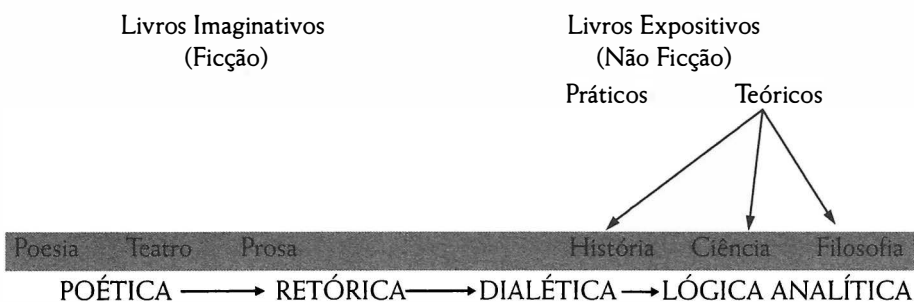 Livros Imaginativos
(Ficção)
Livros Expositivos
(Não Ficção)
Práticos Teóricos
Poesia Teatro Prosa História Ciência Filosofia
POÉTICA RETÓRICA DIALÉTICA LÓGICA ANALÍTICA